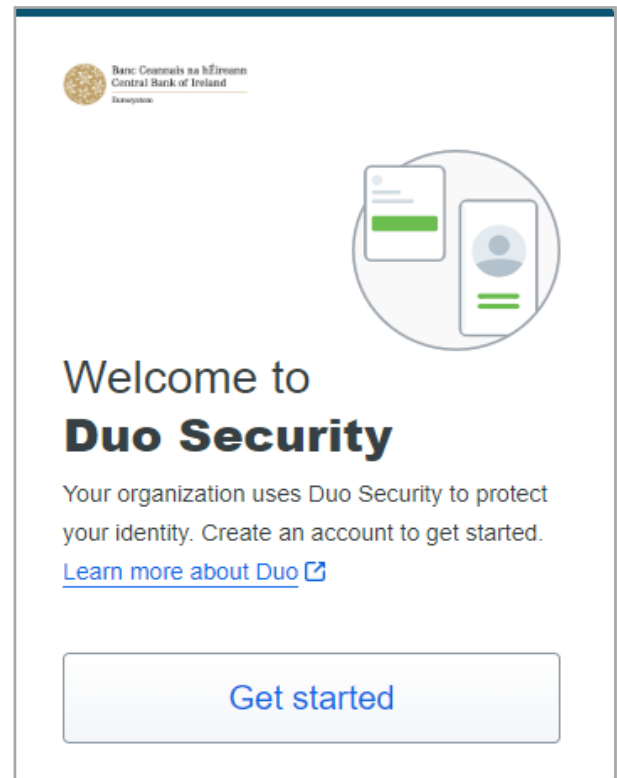 Banc Ceannais na hÉireann
Central Bank of Ireland
Eurosystem
Welcome to
Duo Security
Your organization uses Duo Security to protect
your identity. Create an account to get started.
Learn more about Duo
Get started